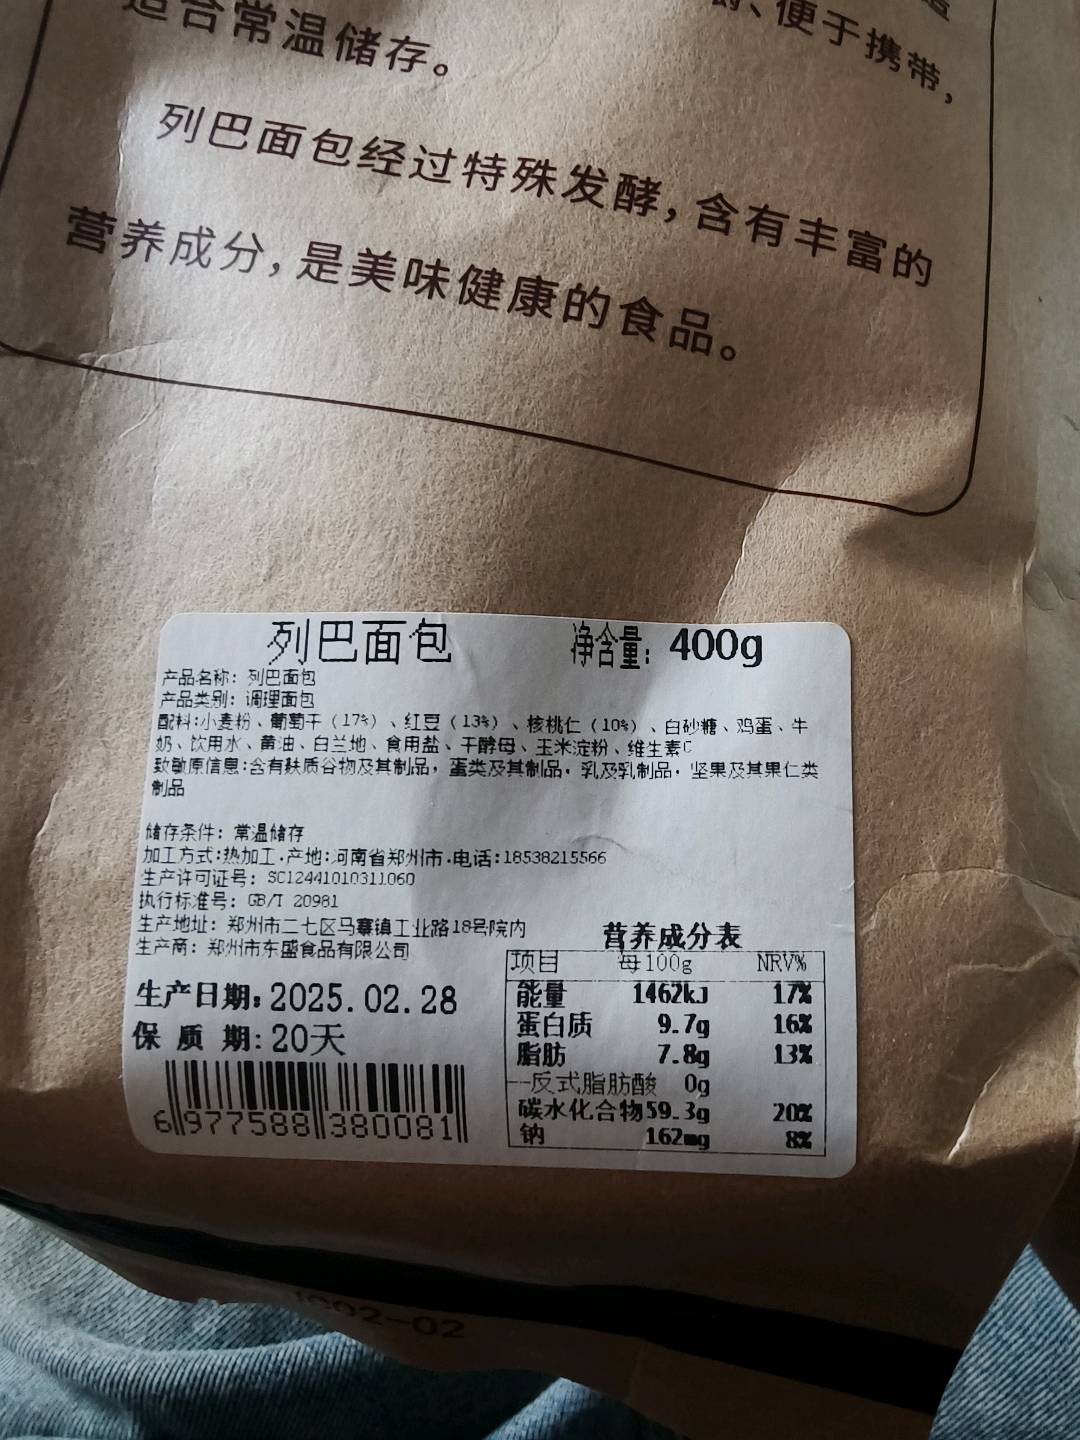 便于携带，
适合常温储存。
列巴面包经过特殊发酵，含有丰富的
营养成分，是美味健康的食品。
列巴面包 净含量：400g
产品名称：列巴面包
产品类别：调理面包
配料:小麦粉、葡萄干（17%）、红豆（13%）、核桃仁（10%）、白砂糖、鸡蛋、牛
奶、饮用水、黄油、白兰地、食用盐、干酵母、玉米淀粉、维生素C
致敏原信息:含有麸质谷物及其制品，蛋类及其制品．乳及乳制品．坚果及其果仁类
制品
储存条件：常温储存
加工方式:热加工．产地:河南省郑州市．电话:18538215566
生产许可证号：SC12441010311060
执行标准号：GB/T 20981
生产地址：郑州市二七区马寨镇工业路18号院内
生产商：郑州市东盛食品有限公司
生产日期：2025.02.28
保质期：20天
6 977588 380081
营养成分表
项目 每100g NRV%
能量 1462kJ 17%
蛋白质 9.7g 16%
脂肪 7.8g 13%
--反式脂肪酸 0g
碳水化合物 59.3g 20%
钠 162mg 8%
002-02